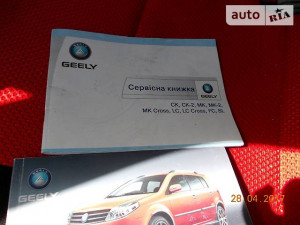 auto RIA
GEELY
Сервісна книжка
CK, CK-2, MK, MK-2,
MK Cross, LC, LC Cross, FC, SL
GEELY
GEELY
28 04 2017